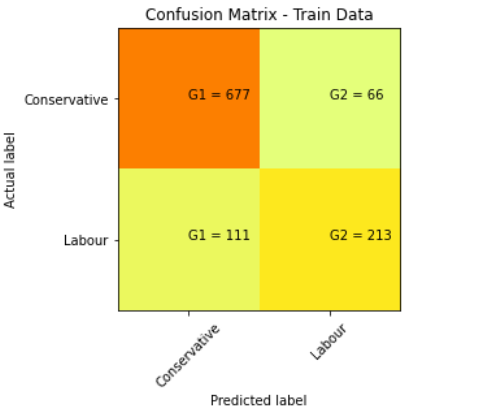 Confusion Matrix - Train Data
Actual label
Conservative
G1 = 677
G2 = 66
Labour
G1 = 111
G2 = 213
Conservative
Labour
Predicted label